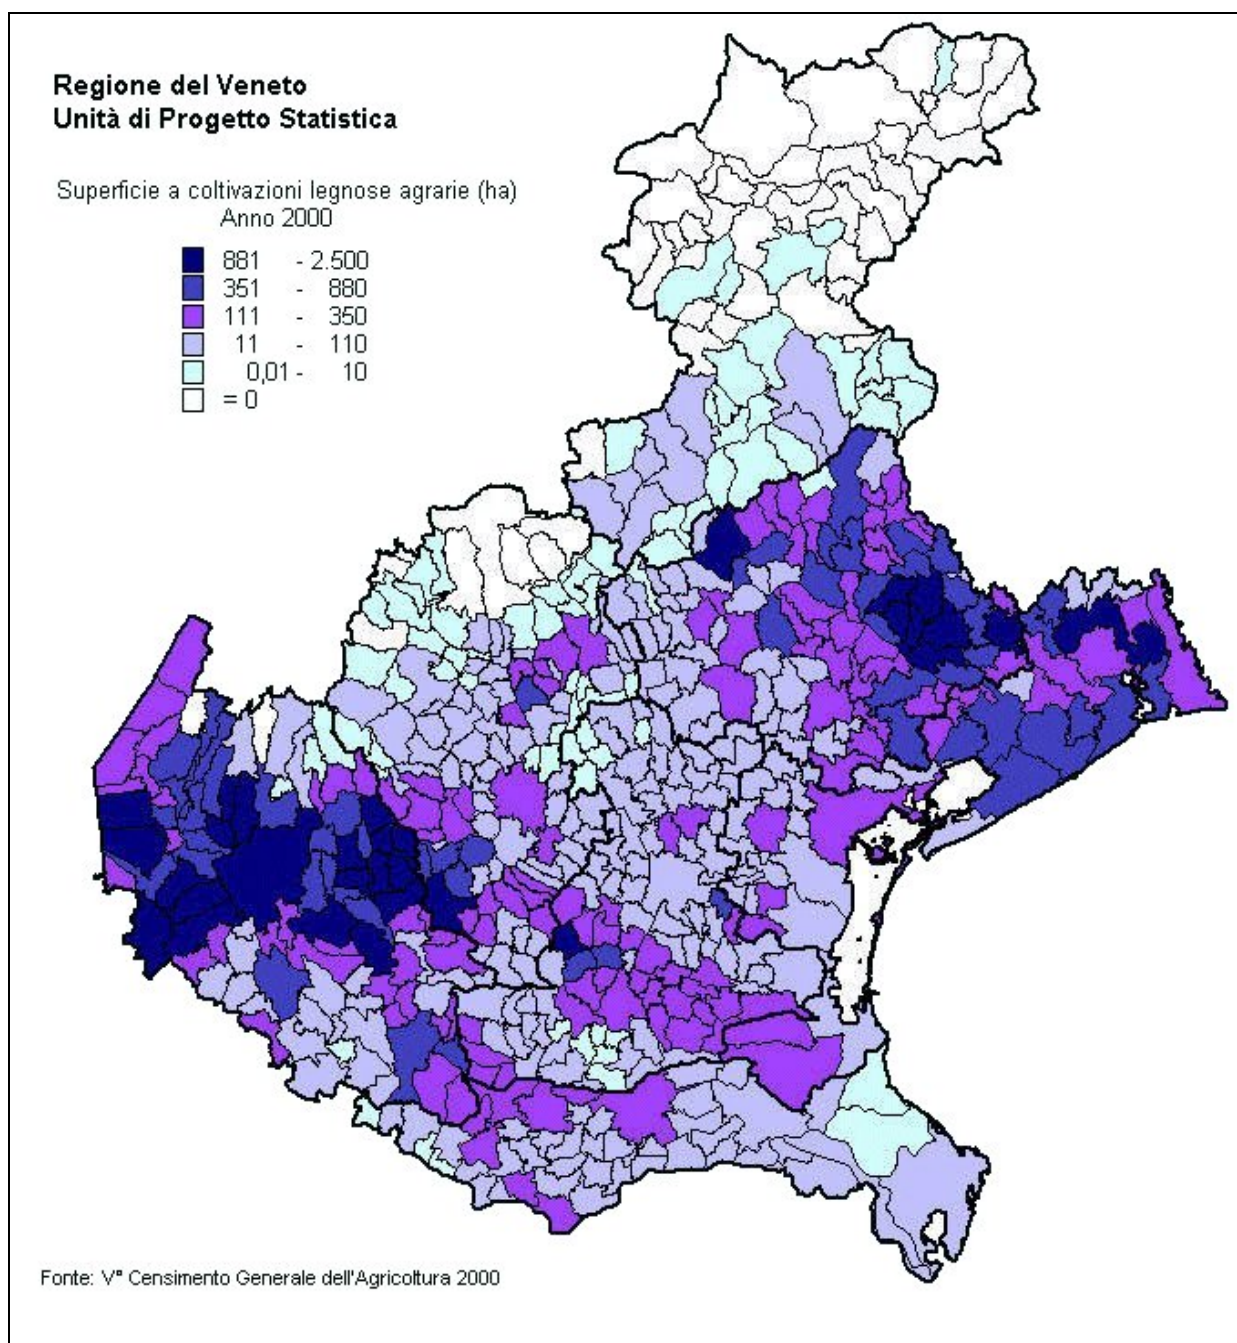 Regione del Veneto
Unità di Progetto Statistica
Superficie a coltivazioni legnose agrarie (ha)
Anno 2000
881 - 2.500
351 - 880
111 - 350
11 - 110
0,01 - 10
= 0
Fonte: V° Censimento Generale dell'Agricoltura 2000